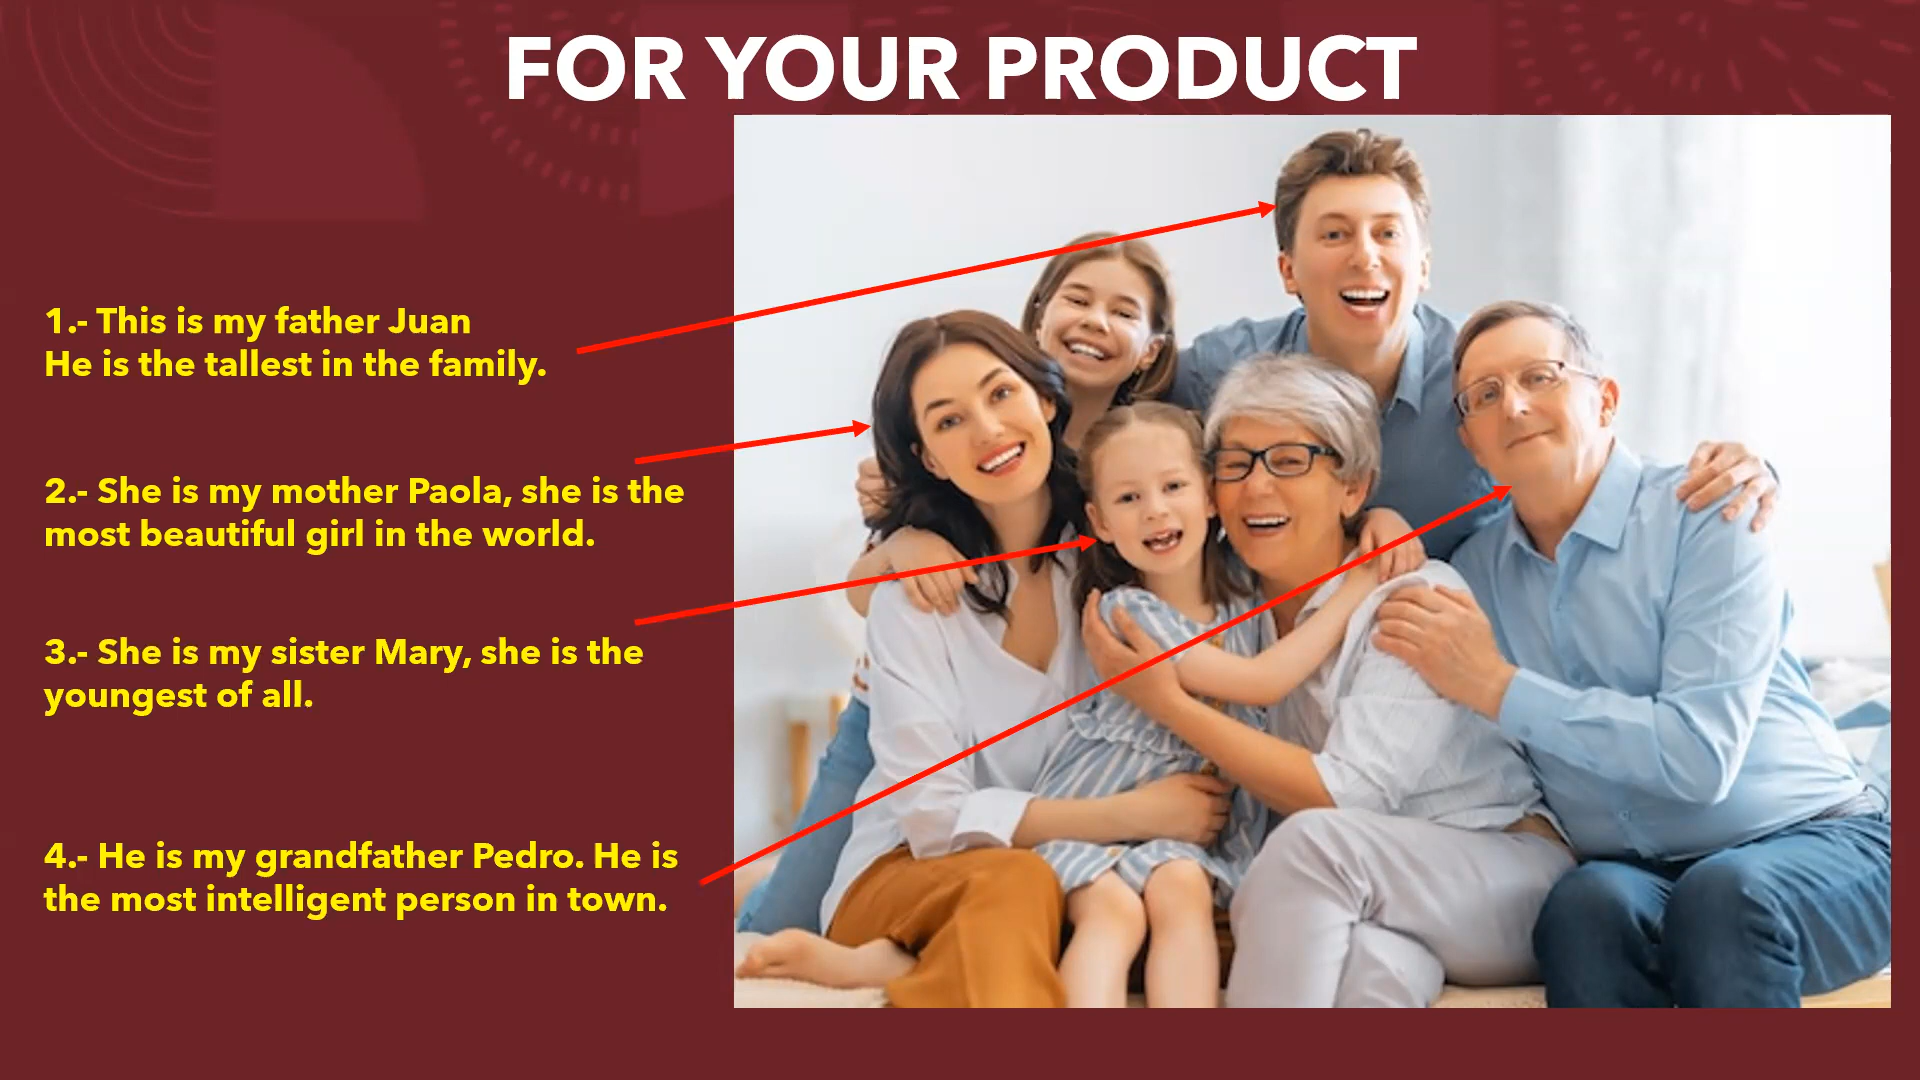 FOR YOUR PRODUCT
1.- This is my father Juan
He is the tallest in the family.
2.- She is my mother Paola, she is the
most beautiful girl in the world.
3.- She is my sister Mary, she is the
youngest of all.
4.- He is my grandfather Pedro. He is
the most intelligent person in town.